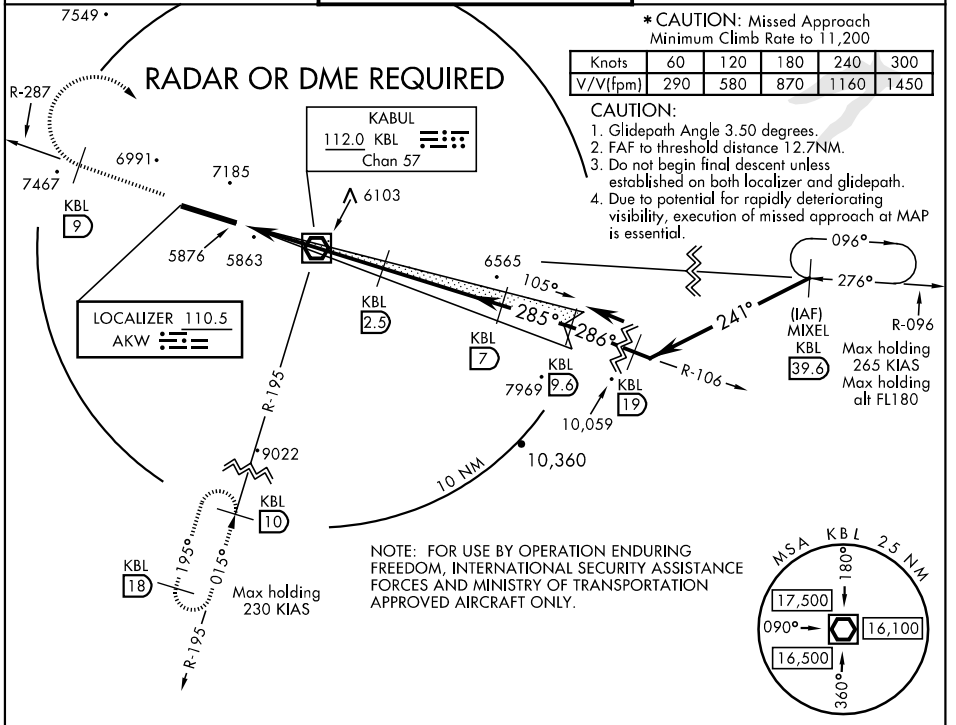 7549
* CAUTION: Missed Approach
Minimum Climb Rate to 11,200
Knots 60 120 180 240 300
V/V(fpm) 290 580 870 1160 1450
RADAR OR DME REQUIRED
CAUTION:
1. Glidepath Angle 3.50 degrees.
2. FAF to threshold distance 12.7NM.
3. Do not begin final descent unless
established on both localizer and glidepath.
4. Due to potential for rapidly deteriorating
visibility, execution of missed approach at MAP
is essential.
R-287
KABUL
112.0 KBL
Chan 57
6991
7185
7467
6103
KBL
9
5876
5863
6565
105°
096°
276°
LOCALIZER 110.5
AKW
KBL
2.5
285°
286°
241°
(IAF)
MIXEL
KBL
39.6
R-096
Max holding
265 KIAS
Max holding
alt FL180
KBL
7
KBL
9.6
7969
KBL
19
R-106
10,059
R-195
9022
10,360
10 NM
KBL
10
KBL
18
195°
015°
Max holding
230 KIAS
R-195
NOTE: FOR USE BY OPERATION ENDURING
FREEDOM, INTERNATIONAL SECURITY ASSISTANCE
FORCES AND MINISTRY OF TRANSPORTATION
APPROVED AIRCRAFT ONLY.
MSA KBL 25 NM
180°
17,500
090°
16,100
16,500
360°